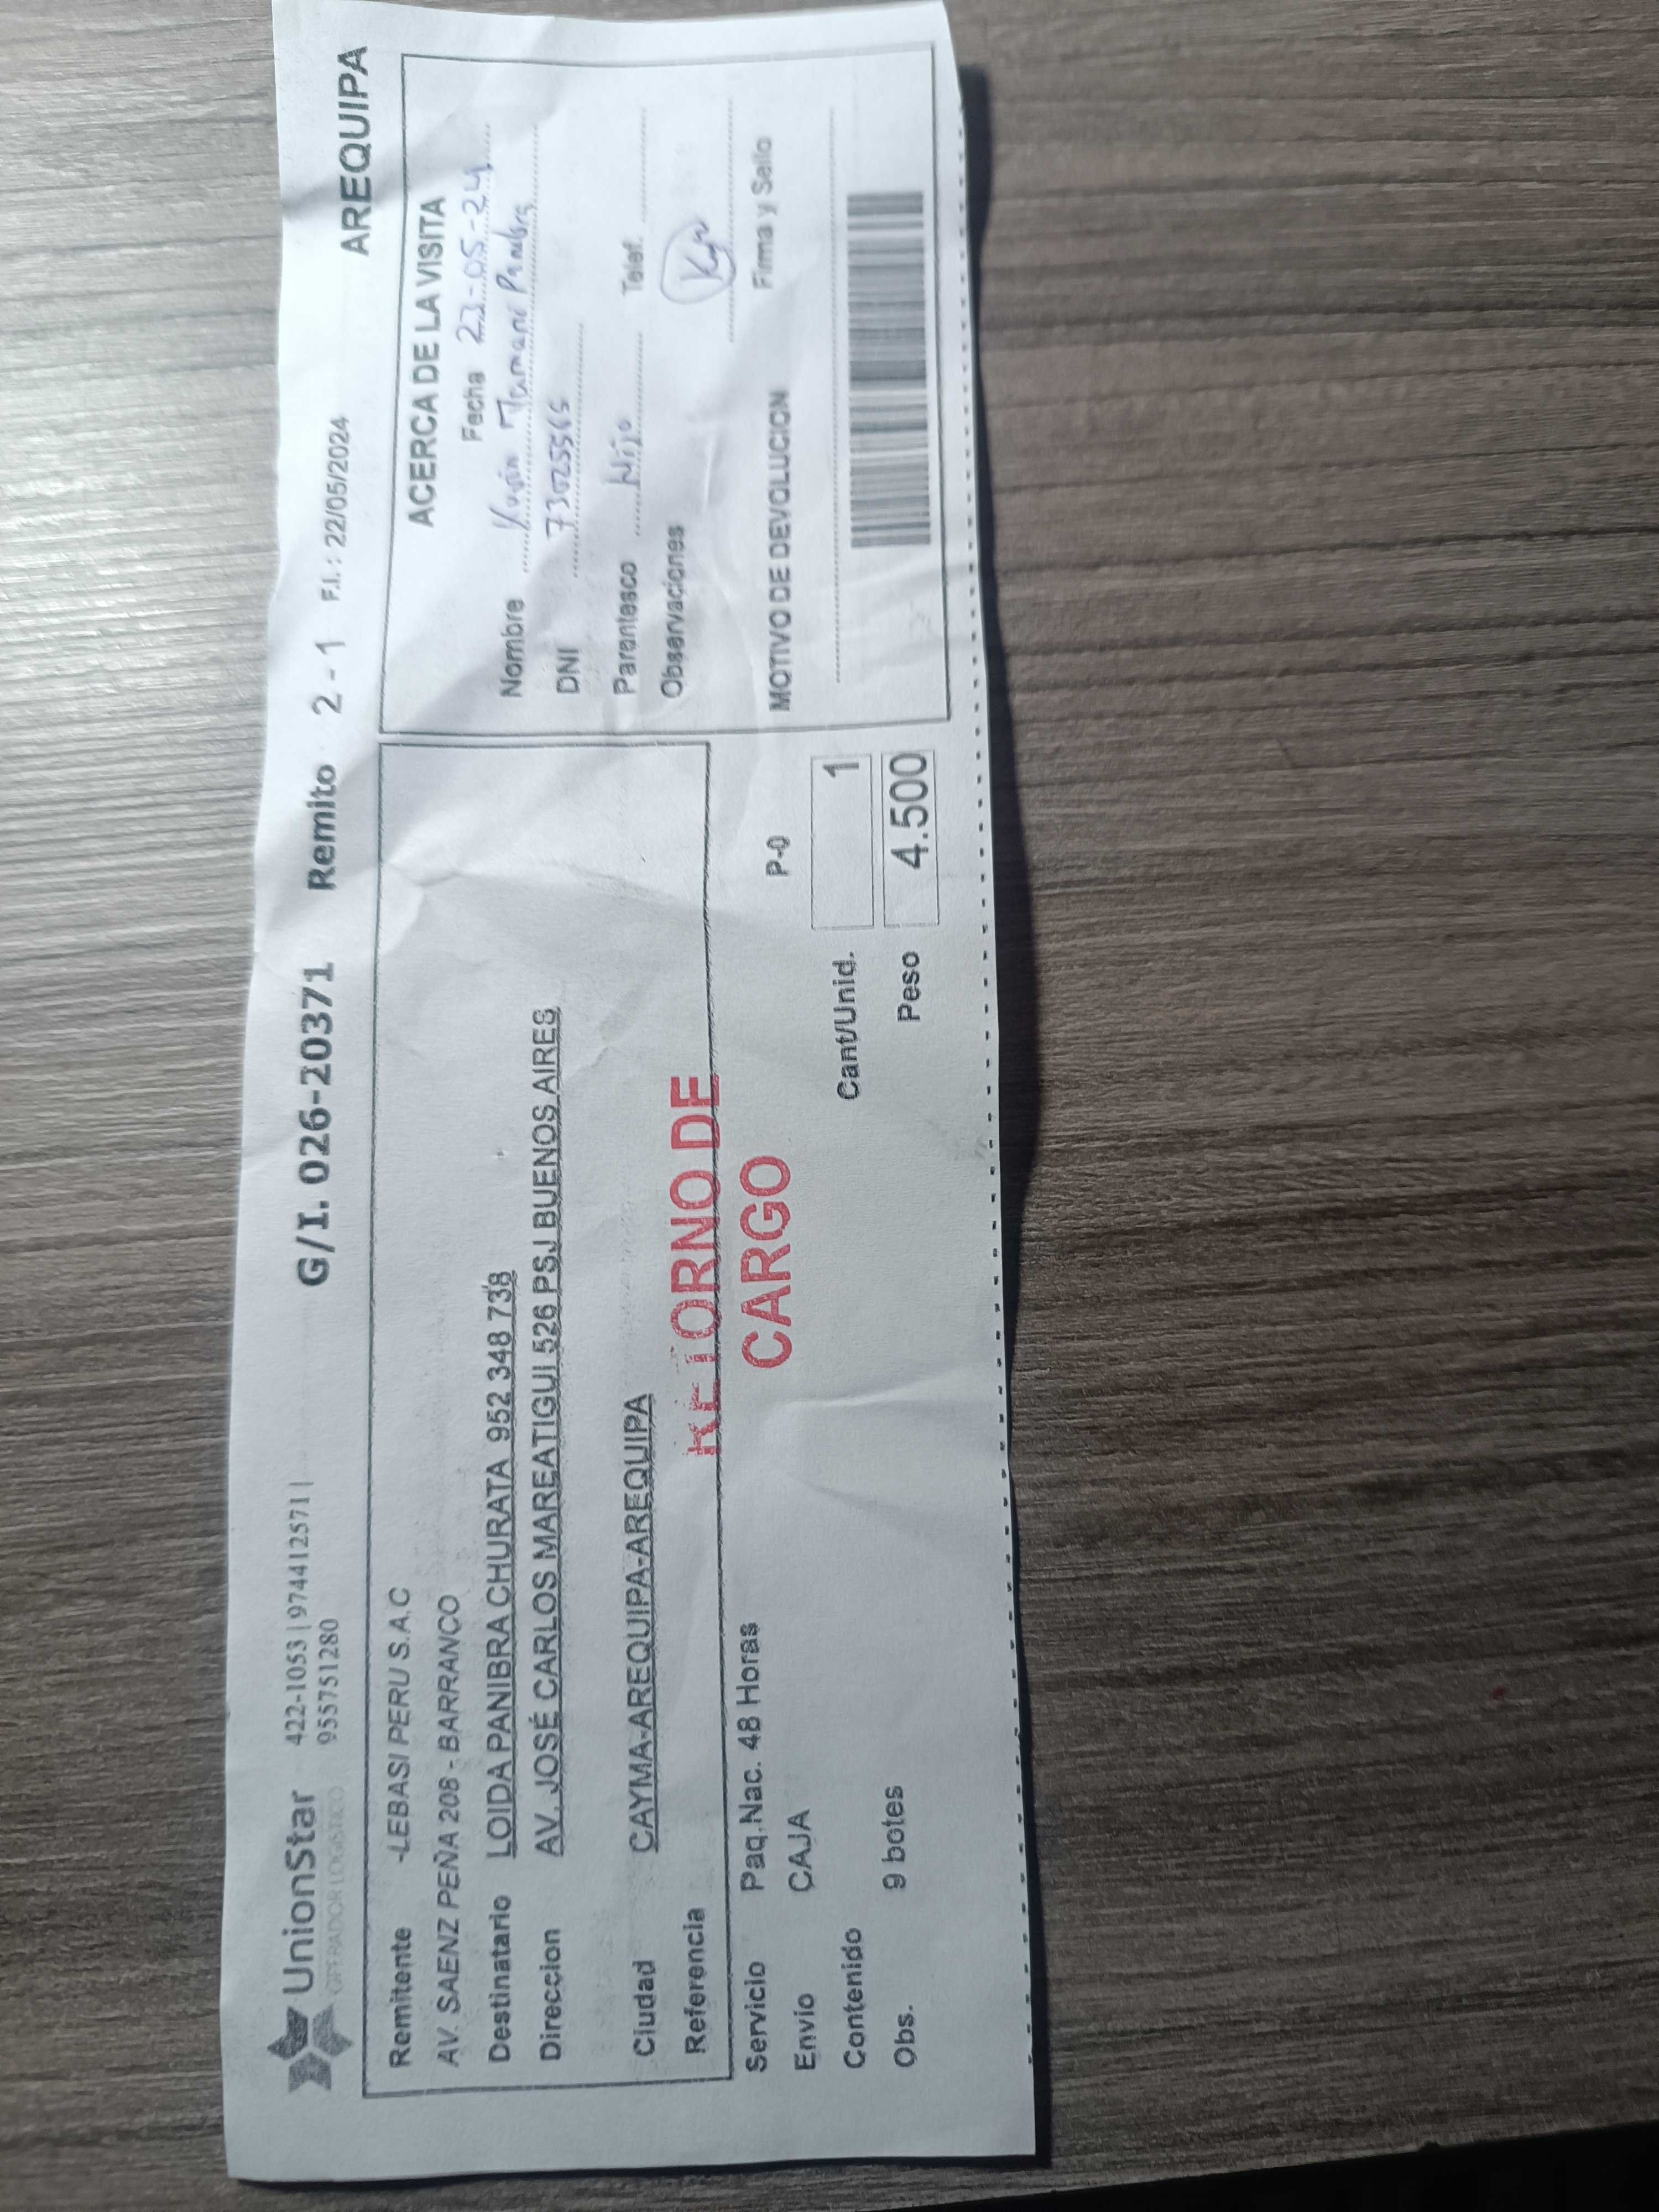 UnionStar 422-1053 | 974412571 |
OPERADOR LOGISTICO 955751280
G/I. 026-20371 Remito 2 - 1 F.I. : 22/05/2024
AREQUIPA
Remitente -LEBASI PERU S.A.C
AV. SAENZ PEÑA 208 - BARRANCO
Destinatario LOIDA PANIBRA CHURATA 952 348 738
Direccion AV. JOSÉ CARLOS MAREATIGUI 526 PSJ BUENOS AIRES
Ciudad CAYMA-AREQUIPA-AREQUIPA
Referencia
RETORNO DE
CARGO
Servicio Paq.Nac. 48 Horas
Envio CAJA
Contenido
Obs. 9 botes
P-0
Cant/Unid. 1
Peso 4.500
ACERCA DE LA VISITA
Fecha 23-05-24
Nombre Mamani
DNI 73025565
Parentesco Hijo Telef.
Observaciones
Firma y Sello
MOTIVO DE DEVOLUCION